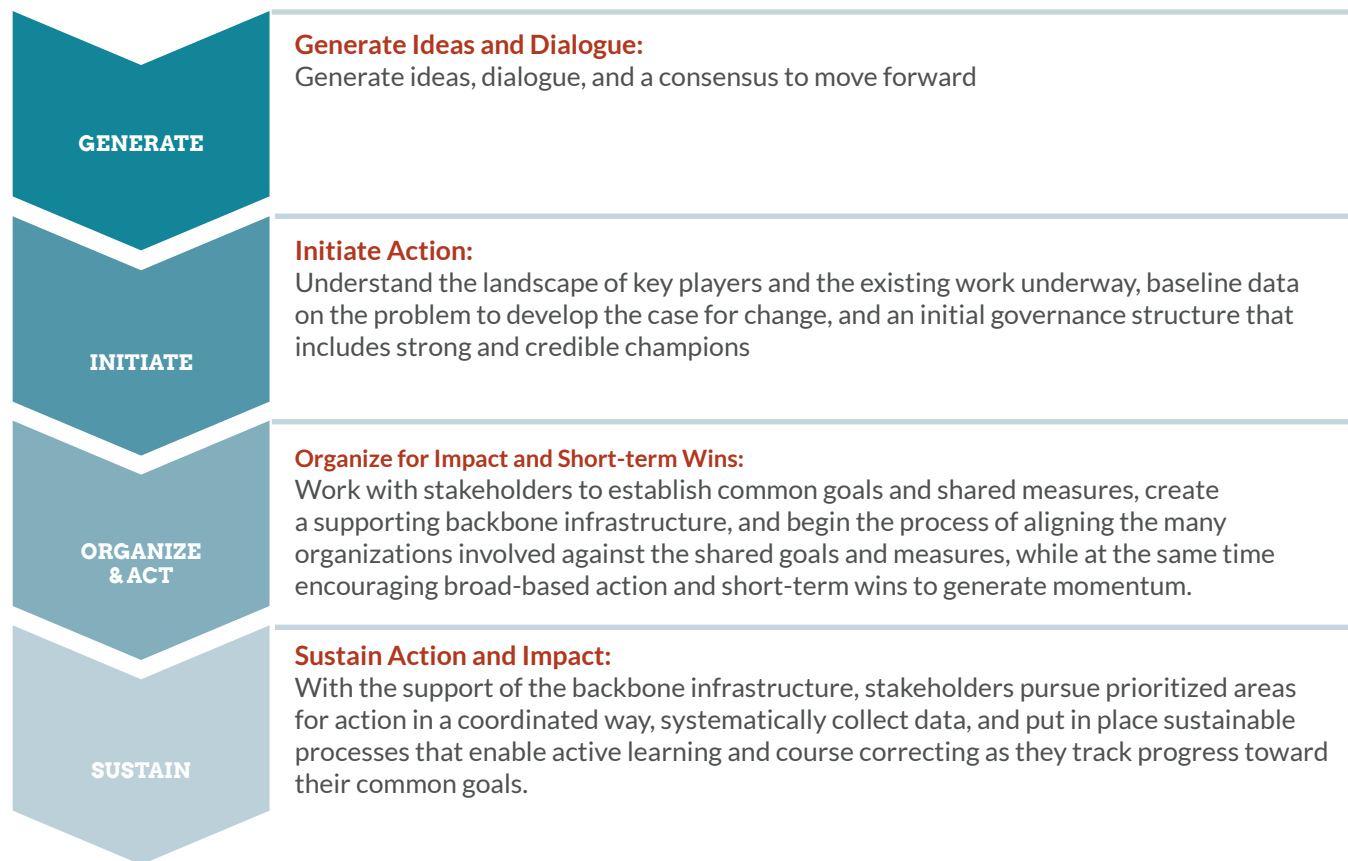 GENERATE
Generate Ideas and Dialogue:
Generate ideas, dialogue, and a consensus to move forward
INITIATE
Initiate Action:
Understand the landscape of key players and the existing work underway, baseline data
on the problem to develop the case for change, and an initial governance structure that
includes strong and credible champions
ORGANIZE
& ACT
Organize for Impact and Short-term Wins:
Work with stakeholders to establish common goals and shared measures, create
a supporting backbone infrastructure, and begin the process of aligning the many
organizations involved against the shared goals and measures, while at the same time
encouraging broad-based action and short-term wins to generate momentum.
SUSTAIN
Sustain Action and Impact:
With the support of the backbone infrastructure, stakeholders pursue prioritized areas
for action in a coordinated way, systematically collect data, and put in place sustainable
processes that enable active learning and course correcting as they track progress toward
their common goals.